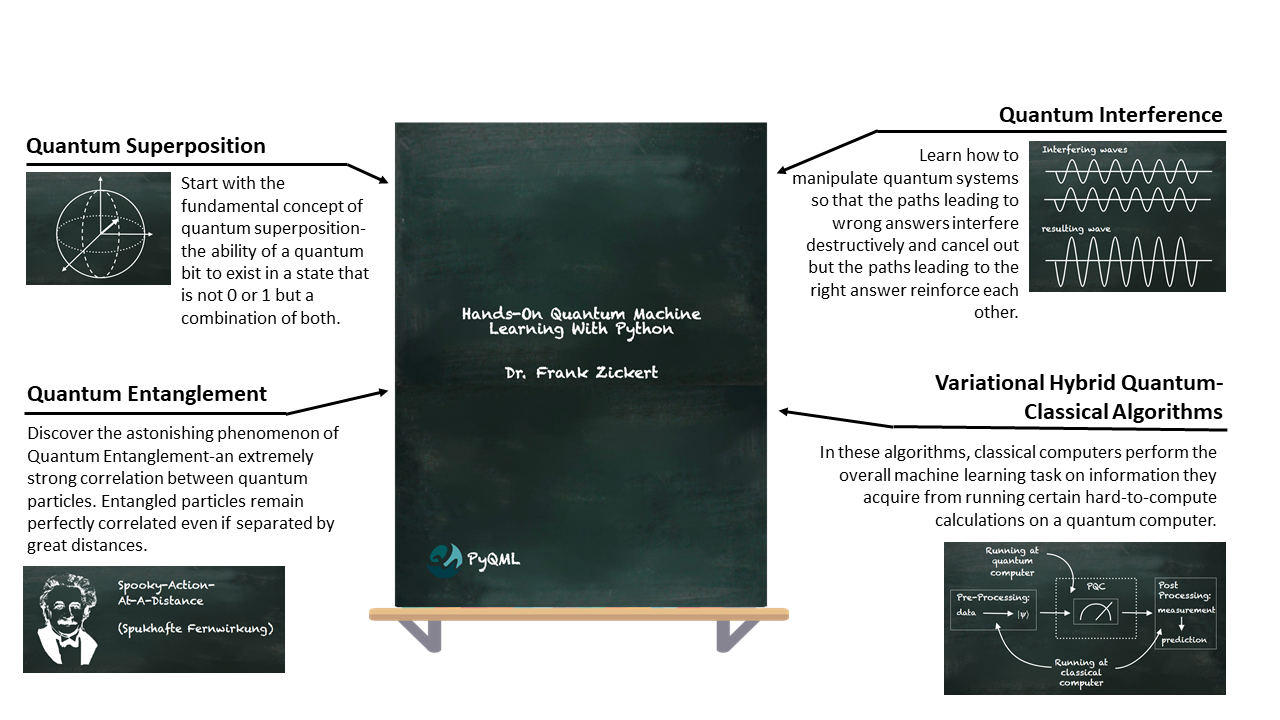 Quantum Superposition
Start with the
fundamental concept of
quantum superposition-
the ability of a quantum
bit to exist in a state that
is not 0 or 1 but a
combination of both.
Quantum Entanglement
Discover the astonishing phenomenon of
Quantum Entanglement-an extremely
strong correlation between quantum
particles. Entangled particles remain
perfectly correlated even if separated by
great distances.
Spooky-Action-
At-A-Distance
(Spukhafte Fernwirkung)
Hands-On Quantum Machine
Learning With Python
Dr. Frank Zickert
PyQML
Quantum Interference
Learn how to
manipulate quantum systems
so that the paths leading to
wrong answers interfere
destructively and cancel out
but the paths leading to the
right answer reinforce each
other.
Interfering waves
resulting wave
Variational Hybrid Quantum-
Classical Algorithms
In these algorithms, classical computers perform the
overall machine learning task on information they
acquire from running certain hard-to-compute
calculations on a quantum computer.
Running at
quantum
computer
Pre-Processing:
data
|ψ⟩
PQC
Post
Processing:
measurement
prediction
Running at
classical
computer